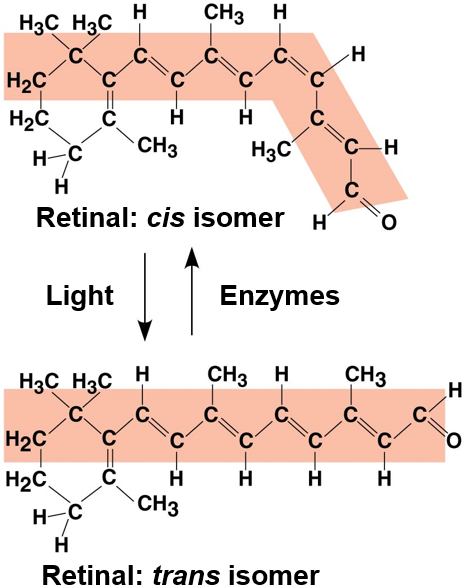 H CH₃ H
H₃C H₃C
C C C C H
H₂C C C C C
H₂C C H H C
CH₃ H₃C C H
H C
H C
Retinal: cis isomer
H O
Light Enzymes
H CH₃ H CH₃
H₃C H₃C H
C C C C C
H₂C C C C C C O
H₂C C H H H H
CH₃
H C
H
Retinal: trans isomer